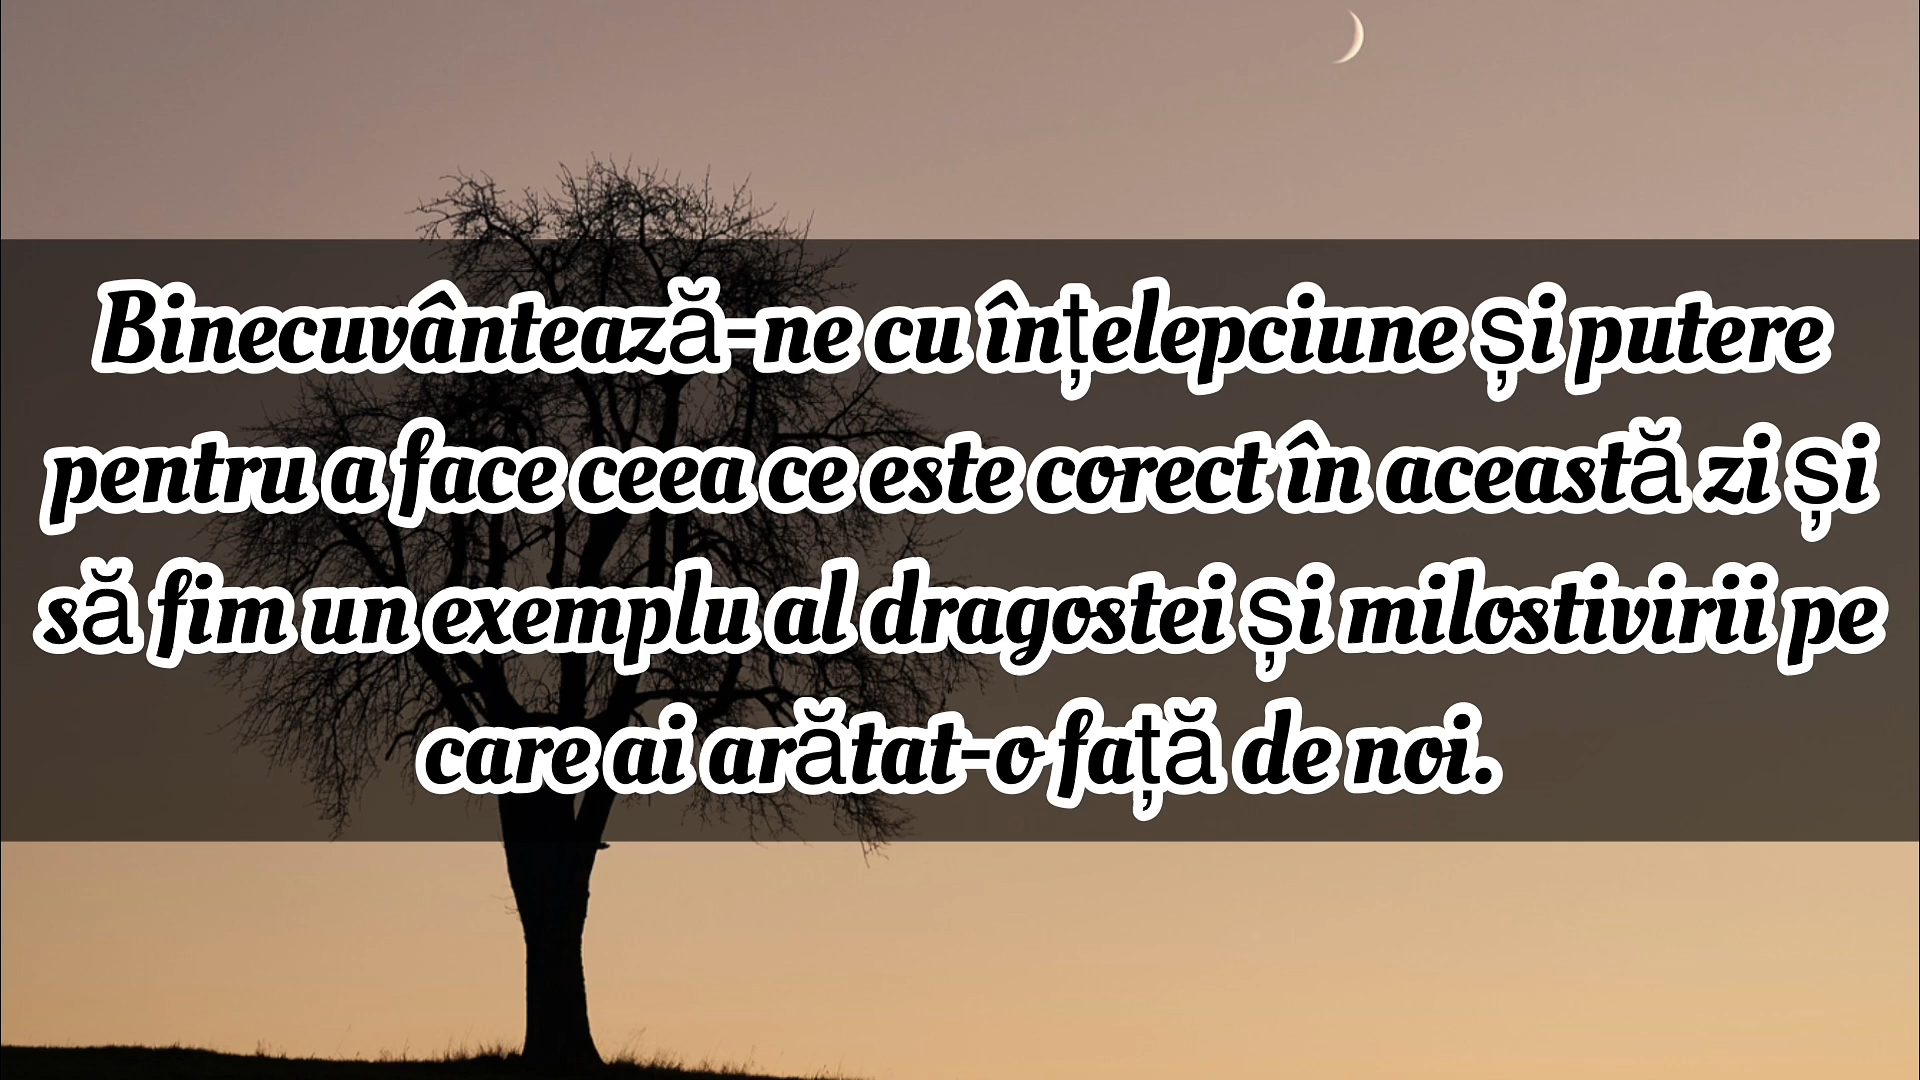 Binecuvântează-ne cu înțelepciune și putere
pentru a face ceea ce este corect în această zi și
să fim un exemplu al dragostei și milostivirii pe
care ai arătat-o față de noi.